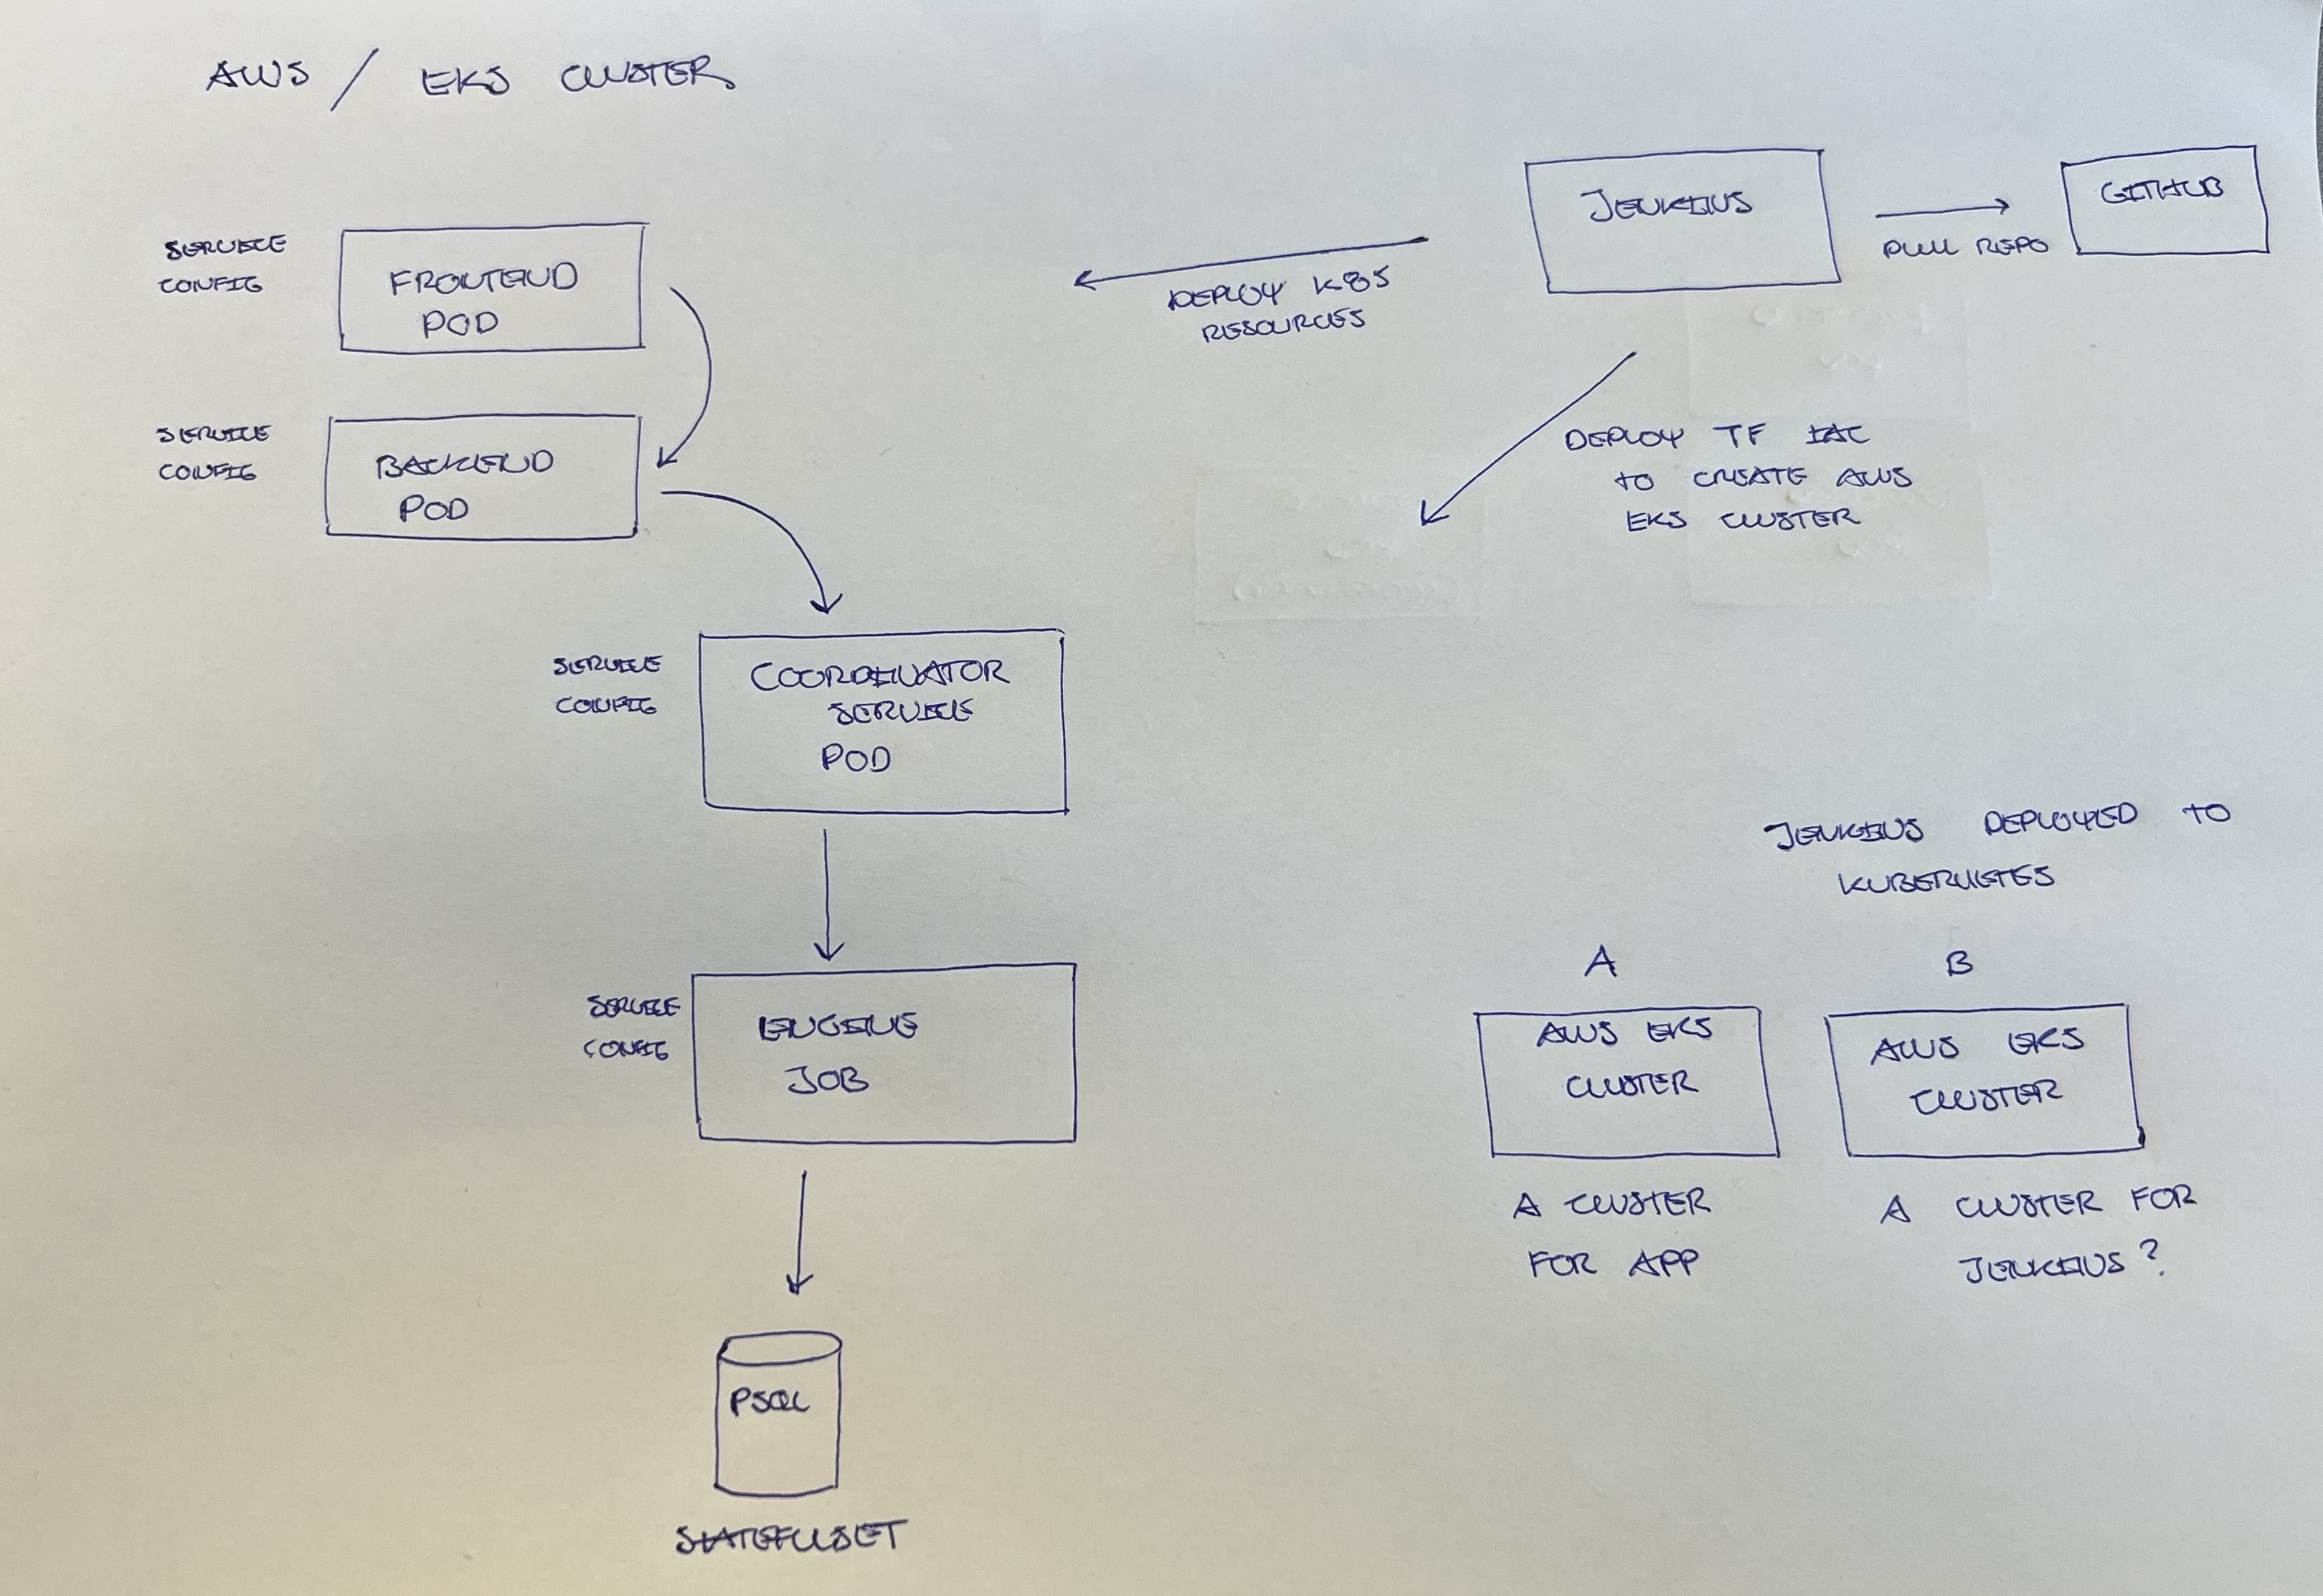 AWS / EKS CLUSTER
SERVICE
CONFIG
FRONTEND
POD
SERVICE
CONFIG
BACKEND
POD
SERVICE
CONFIG
COORDINATOR
SERVICE
POD
SERVICE
CONFIG
ENGINE
JOB
PSQL
STATEFULSET
JENKINS
PULL REPO
GITHUB
DEPLOY K8S
RESOURCES
DEPLOY TF IAC
TO CREATE AWS
EKS CLUSTER
JENKINS DEPLOYED TO
KUBERNETES
A
AWS EKS
CLUSTER
A CLUSTER
FOR APP
B
AWS EKS
CLUSTER
A CLUSTER FOR
JENKINS?